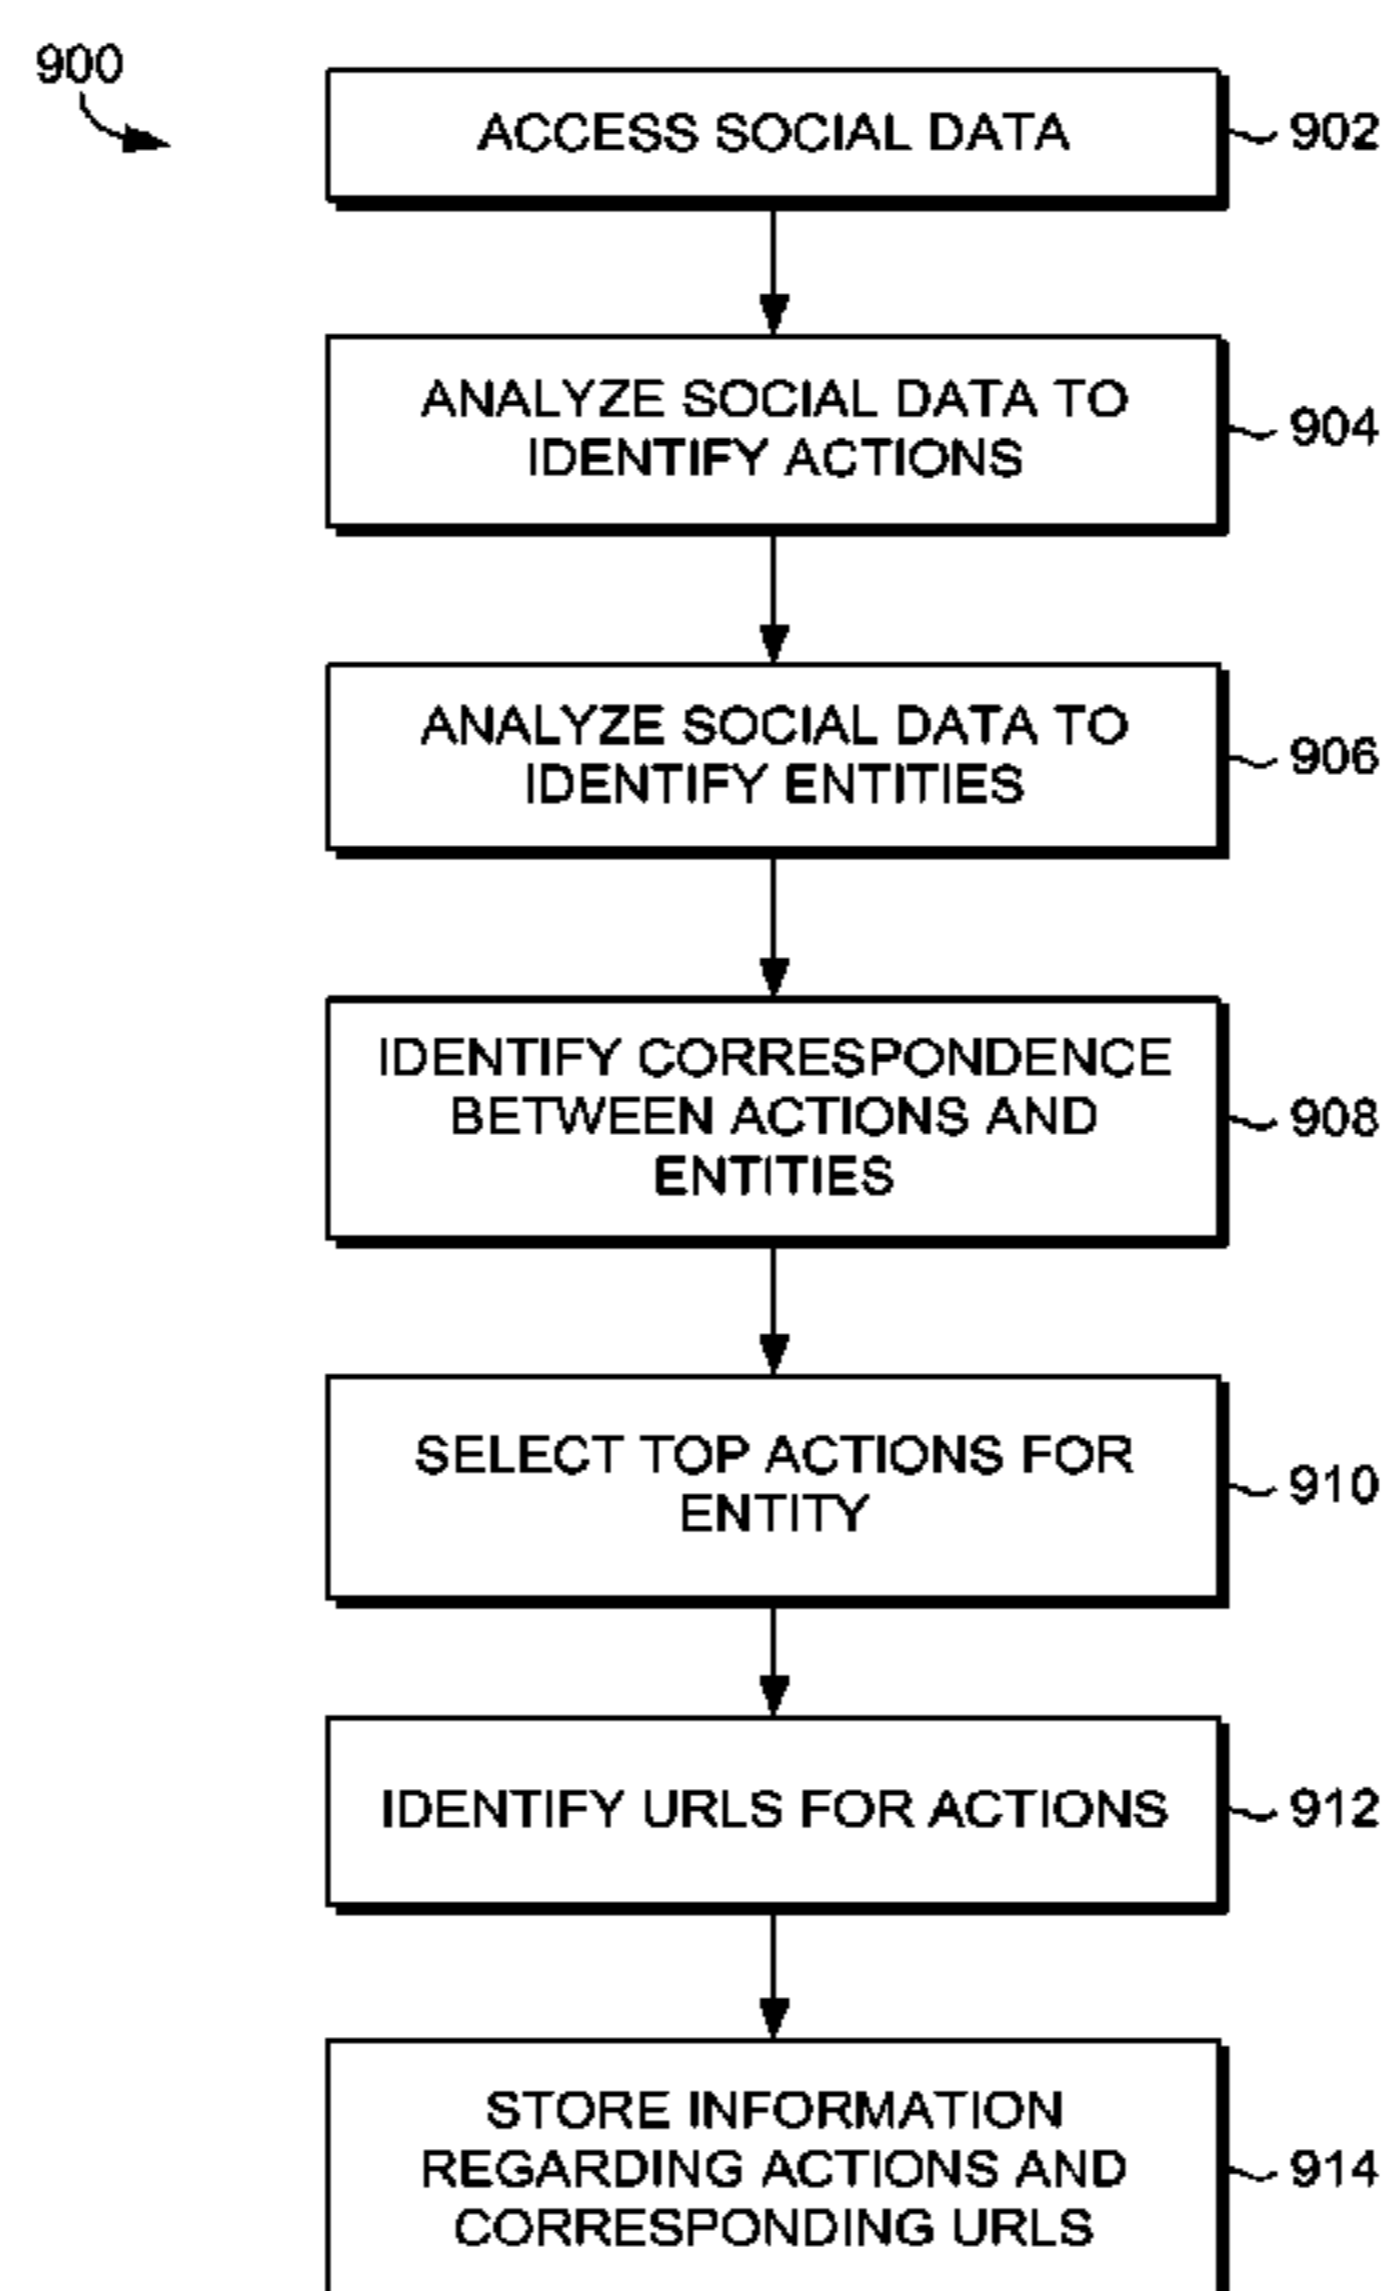 900
ACCESS SOCIAL DATA
902
ANALYZE SOCIAL DATA TO
IDENTIFY ACTIONS
904
ANALYZE SOCIAL DATA TO
IDENTIFY ENTITIES
906
IDENTIFY CORRESPONDENCE
BETWEEN ACTIONS AND
ENTITIES
908
SELECT TOP ACTIONS FOR
ENTITY
910
IDENTIFY URLS FOR ACTIONS
912
STORE INFORMATION
REGARDING ACTIONS AND
CORRESPONDING URLS
914